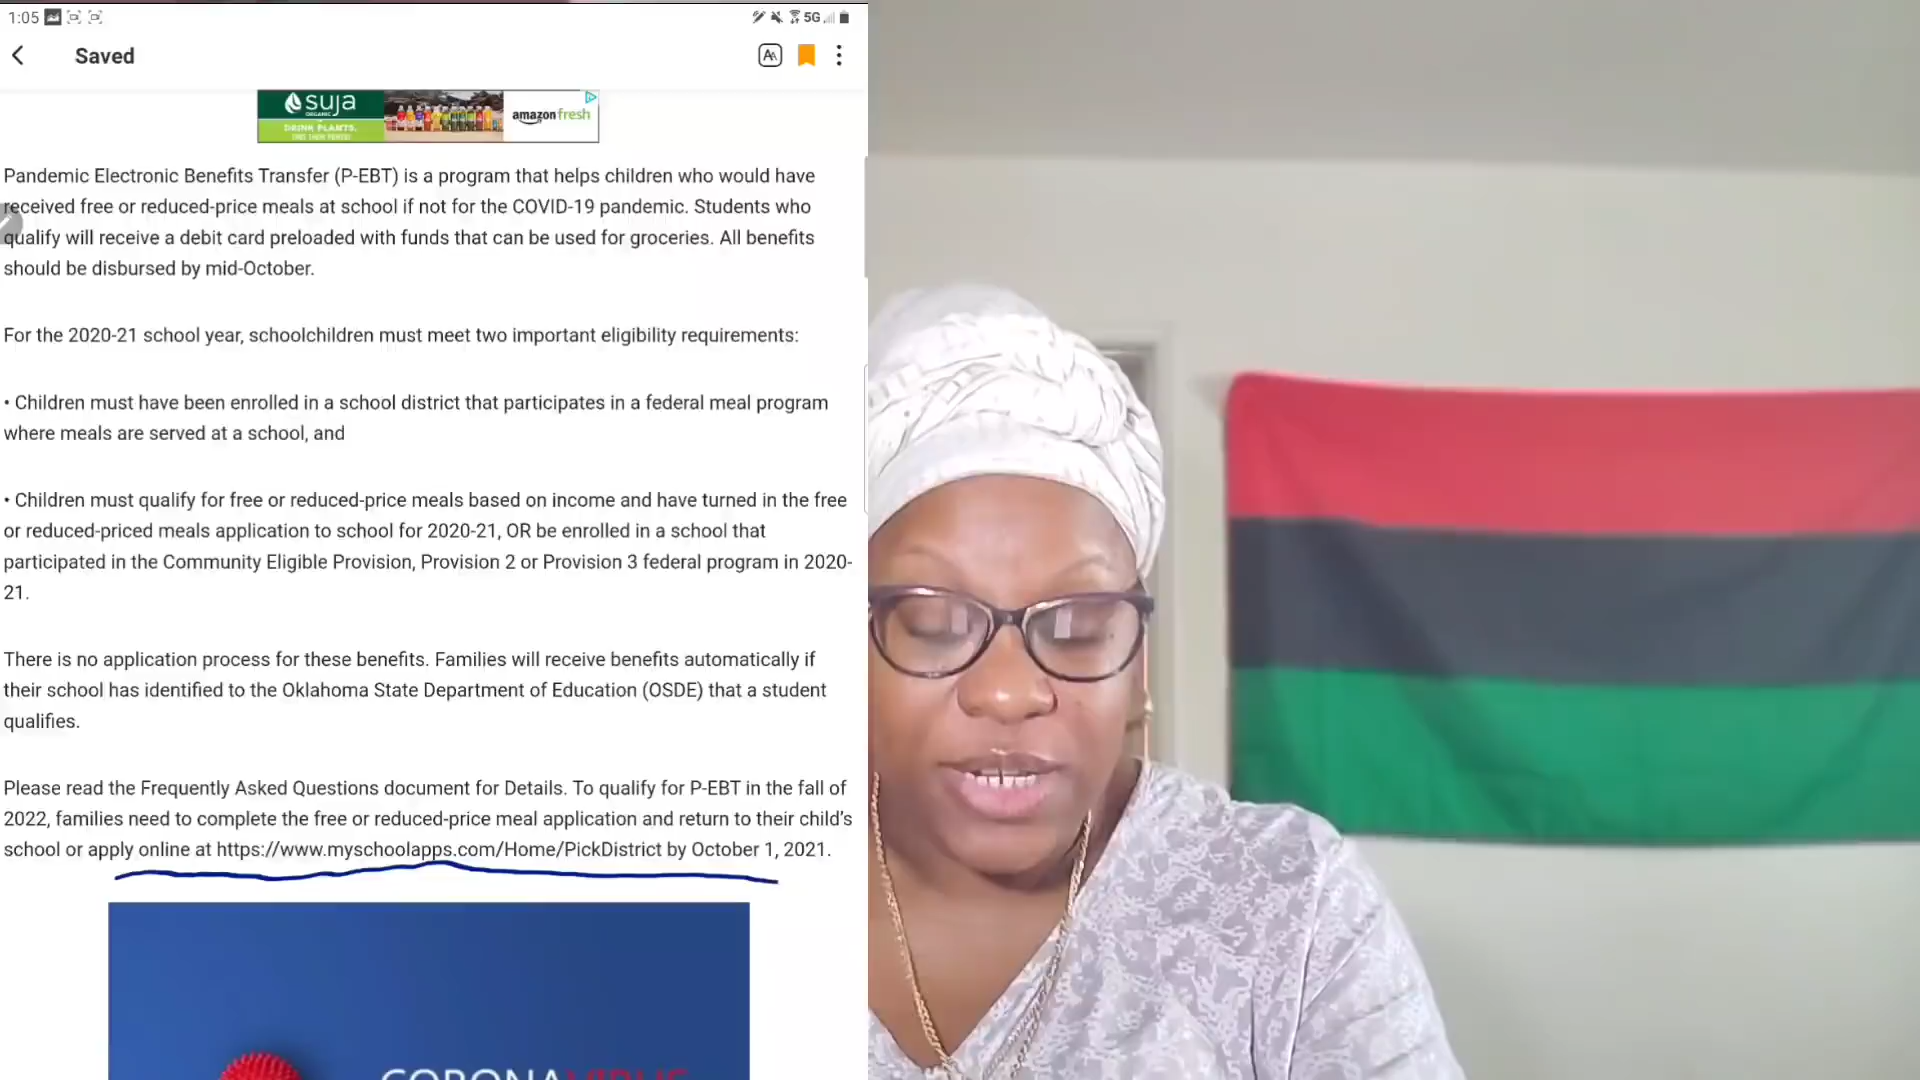 1:05
5G
Saved
suja
ORGANIC
DRINK PLANTS.
amazon fresh
Pandemic Electronic Benefits Transfer (P-EBT) is a program that helps children who would have
received free or reduced-price meals at school if not for the COVID-19 pandemic. Students who
qualify will receive a debit card preloaded with funds that can be used for groceries. All benefits
should be disbursed by mid-October.
For the 2020-21 school year, schoolchildren must meet two important eligibility requirements:
• Children must have been enrolled in a school district that participates in a federal meal program
where meals are served at a school, and
• Children must qualify for free or reduced-price meals based on income and have turned in the free
or reduced-priced meals application to school for 2020-21, OR be enrolled in a school that
participated in the Community Eligible Provision, Provision 2 or Provision 3 federal program in 2020-
21.
There is no application process for these benefits. Families will receive benefits automatically if
their school has identified to the Oklahoma State Department of Education (OSDE) that a student
qualifies.
Please read the Frequently Asked Questions document for Details. To qualify for P-EBT in the fall of
2022, families need to complete the free or reduced-price meal application and return to their child's
school or apply online at https://www.myschoolapps.com/Home/PickDistrict by October 1, 2021.
CORONAVIRUS